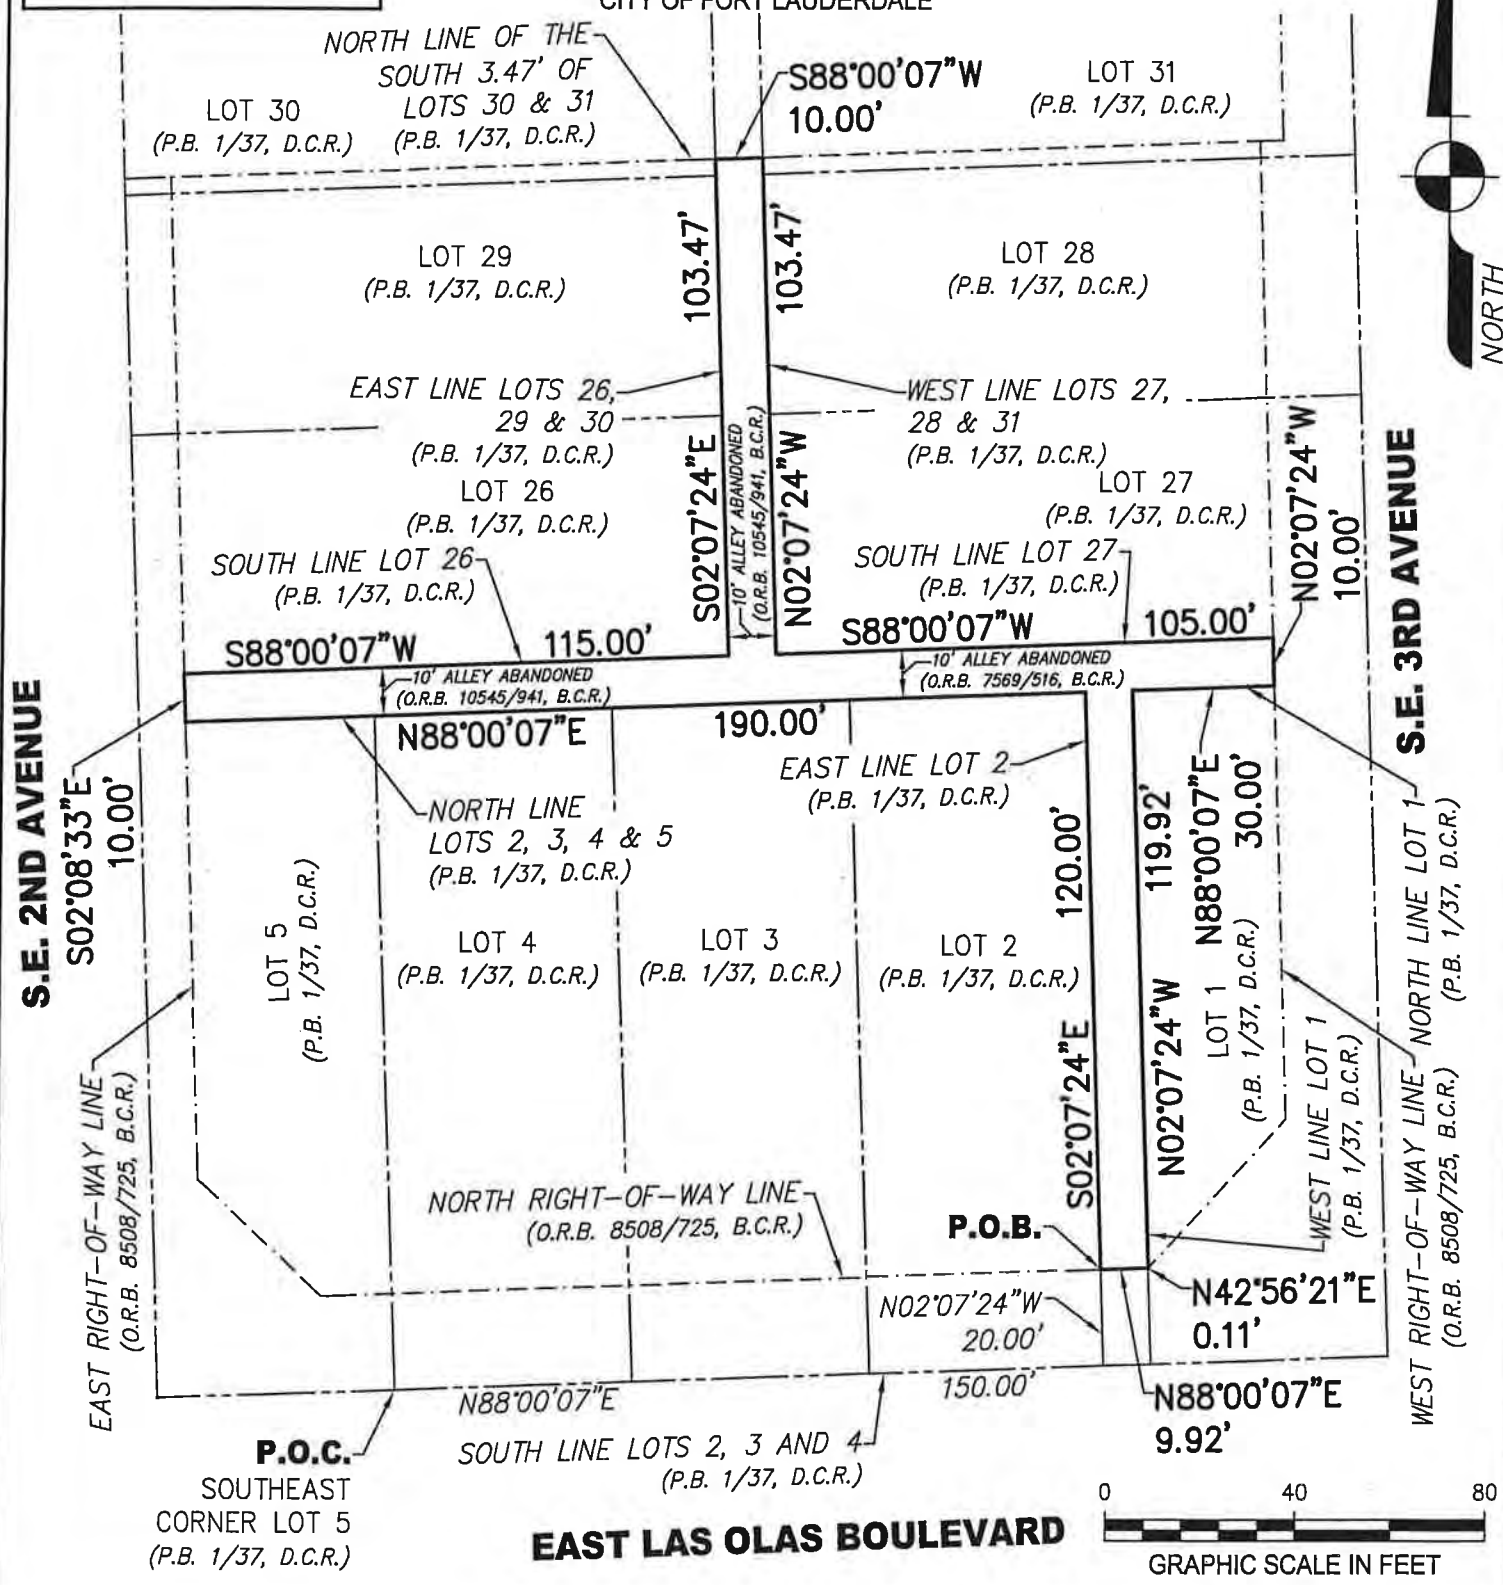 CITY OF FORT LAUDERDALE
NORTH LINE OF THE
SOUTH 3.47' OF
LOTS 30 & 31
(P.B. 1/37, D.C.R.)
LOT 30
(P.B. 1/37, D.C.R.)
S88°00'07"W
10.00'
LOT 31
(P.B. 1/37, D.C.R.)
NORTH
LOT 29
(P.B. 1/37, D.C.R.)
103.47'
103.47'
LOT 28
(P.B. 1/37, D.C.R.)
EAST LINE LOTS 26,
29 & 30
(P.B. 1/37, D.C.R.)
WEST LINE LOTS 27,
28 & 31
(P.B. 1/37, D.C.R.)
LOT 26
(P.B. 1/37, D.C.R.)
S02°07'24"E
10' ALLEY ABANDONED
(O.R.B. 10545/941, B.C.R.)
N02°07'24"W
LOT 27
(P.B. 1/37, D.C.R.)
N02°07'24"W
10.00'
S.E. 3RD AVENUE
SOUTH LINE LOT 26
(P.B. 1/37, D.C.R.)
SOUTH LINE LOT 27
(P.B. 1/37, D.C.R.)
S88°00'07"W
115.00'
S88°00'07"W
105.00'
10' ALLEY ABANDONED
(O.R.B. 10545/941, B.C.R.)
10' ALLEY ABANDONED
(O.R.B. 7569/516, B.C.R.)
S.E. 2ND AVENUE
S02°08'33"E
10.00'
N88°00'07"E
190.00'
EAST LINE LOT 2
(P.B. 1/37, D.C.R.)
NORTH LINE
LOTS 2, 3, 4 & 5
(P.B. 1/37, D.C.R.)
120.00'
119.92'
N88°00'07"E
30.00'
NORTH LINE LOT 1
(P.B. 1/37, D.C.R.)
LOT 5
(P.B. 1/37, D.C.R.)
LOT 4
(P.B. 1/37, D.C.R.)
LOT 3
(P.B. 1/37, D.C.R.)
LOT 2
(P.B. 1/37, D.C.R.)
S02°07'24"E
N02°07'24"W
LOT 1
(P.B. 1/37, D.C.R.)
WEST LINE LOT 1
(P.B. 1/37, D.C.R.)
EAST RIGHT-OF-WAY LINE
(O.R.B. 8508/725, B.C.R.)
WEST RIGHT-OF-WAY LINE
(O.R.B. 8508/725, B.C.R.)
NORTH RIGHT-OF-WAY LINE
(O.R.B. 8508/725, B.C.R.)
P.O.B.
N02°07'24"W
20.00'
N42°56'21"E
0.11'
N88°00'07"E
150.00'
N88°00'07"E
9.92'
P.O.C.
SOUTHEAST
CORNER LOT 5
(P.B. 1/37, D.C.R.)
SOUTH LINE LOTS 2, 3 AND 4
(P.B. 1/37, D.C.R.)
EAST LAS OLAS BOULEVARD
0 40 80
GRAPHIC SCALE IN FEET